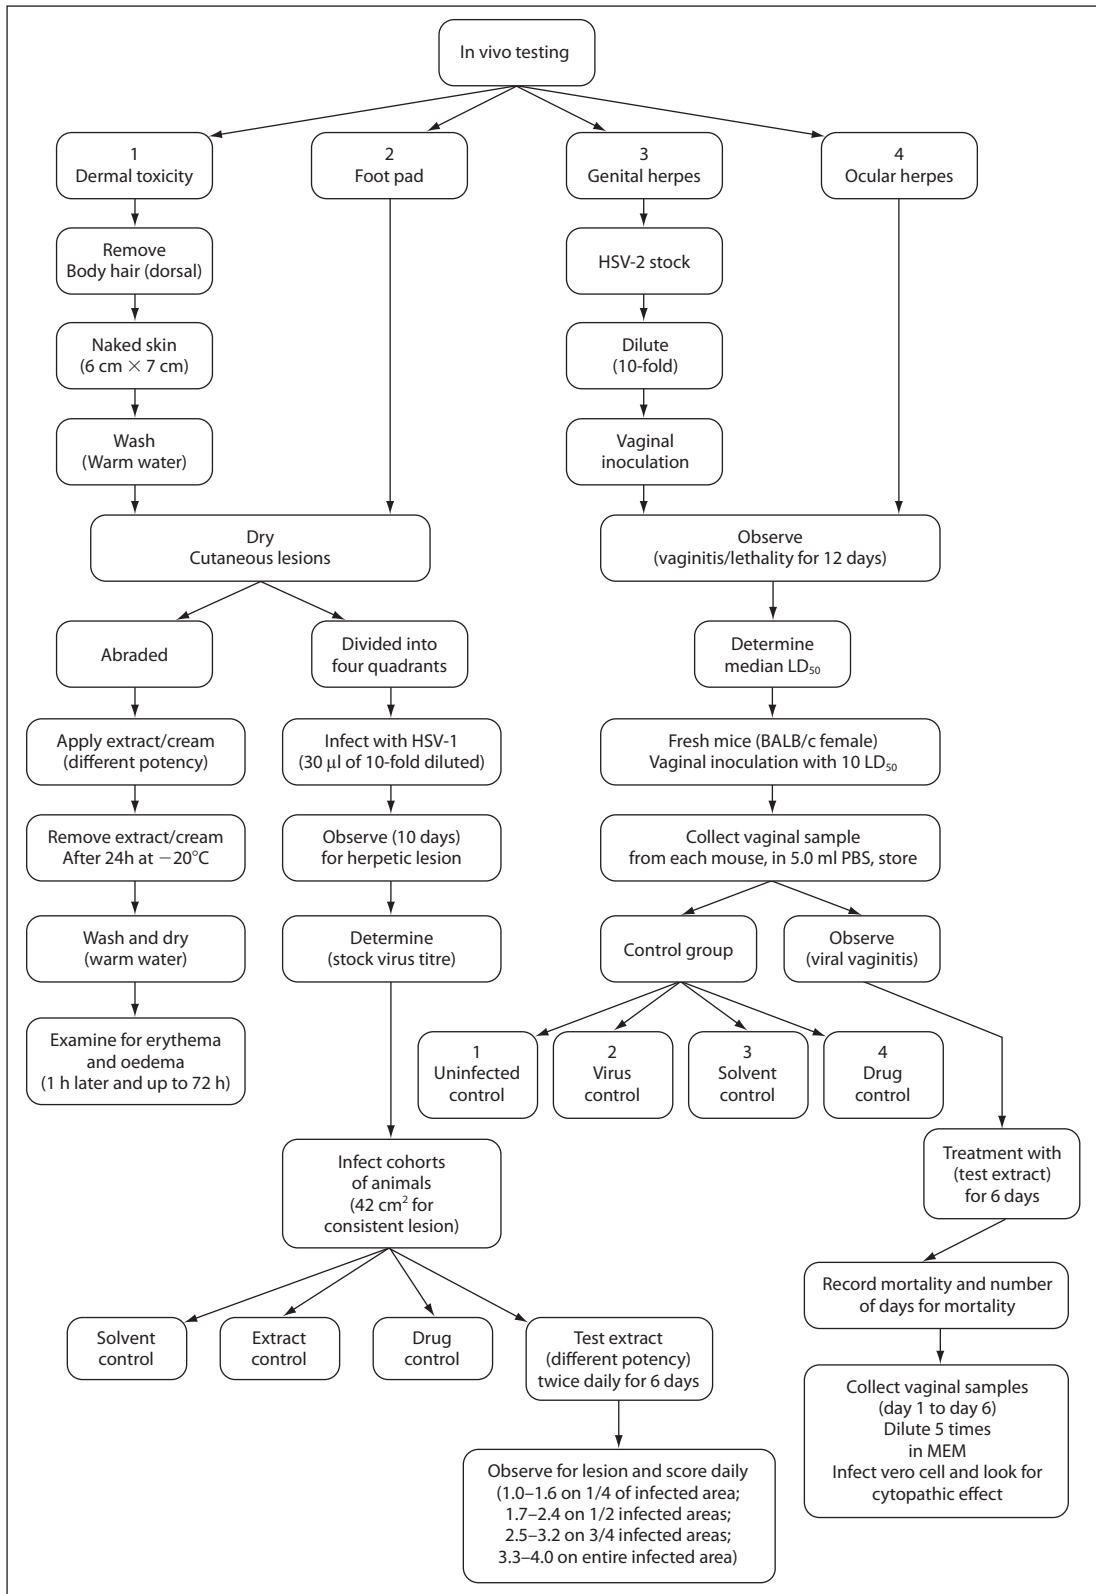 In vivo testing
1
Dermal toxicity
2
Foot pad
3
Genital herpes
4
Ocular herpes
Remove
Body hair (dorsal)
HSV-2 stock
Naked skin
(6 cm × 7 cm)
Dilute
(10-fold)
Wash
(Warm water)
Vaginal
inoculation
Dry
Cutaneous lesions
Observe
(vaginitis/lethality for 12 days)
Abraded
Divided into
four quadrants
Determine
median LD₅₀
Apply extract/cream
(different potency)
Infect with HSV-1
(30 μl of 10-fold diluted)
Fresh mice (BALB/c female)
Vaginal inoculation with 10 LD₅₀
Remove extract/cream
After 24h at −20°C
Observe (10 days)
for herpetic lesion
Collect vaginal sample
from each mouse, in 5.0 ml PBS, store
Wash and dry
(warm water)
Determine
(stock virus titre)
Control group
Observe
(viral vaginitis)
Examine for erythema
and oedema
(1 h later and up to 72 h)
1
Uninfected
control
2
Virus
control
3
Solvent
control
4
Drug
control
Infect cohorts
of animals
(42 cm² for
consistent lesion)
Treatment with
(test extract)
for 6 days
Record mortality and number
of days for mortality
Solvent
control
Extract
control
Drug
control
Test extract
(different potency)
twice daily for 6 days
Collect vaginal samples
(day 1 to day 6)
Dilute 5 times
in MEM
Infect vero cell and look for
cytopathic effect
Observe for lesion and score daily
(1.0–1.6 on 1/4 of infected area;
1.7–2.4 on 1/2 infected areas;
2.5–3.2 on 3/4 infected areas;
3.3–4.0 on entire infected area)